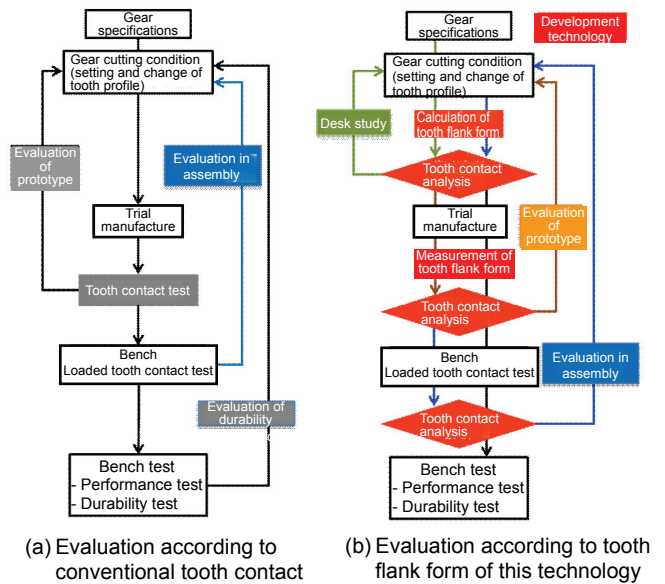 Gear
specifications
Gear cutting condition
(setting and change of
tooth profile)
Evaluation
of
prototype
Evaluation in
assembly
Trial
manufacture
Tooth contact test
Bench
Loaded tooth contact test
Evaluation of
durability
Bench test
- Performance test
- Durability test
(a) Evaluation according to
conventional tooth contact
Gear
specifications
Development
technology
Gear cutting condition
(setting and change of
tooth profile)
Desk study
Calculation of
tooth flank form
Tooth contact
analysis
Trial
manufacture
Evaluation
of
prototype
Measurement of
tooth flank form
Tooth contact
analysis
Bench
Loaded tooth contact test
Evaluation in
assembly
Tooth contact
analysis
Bench test
- Performance test
- Durability test
(b) Evaluation according to tooth
flank form of this technology